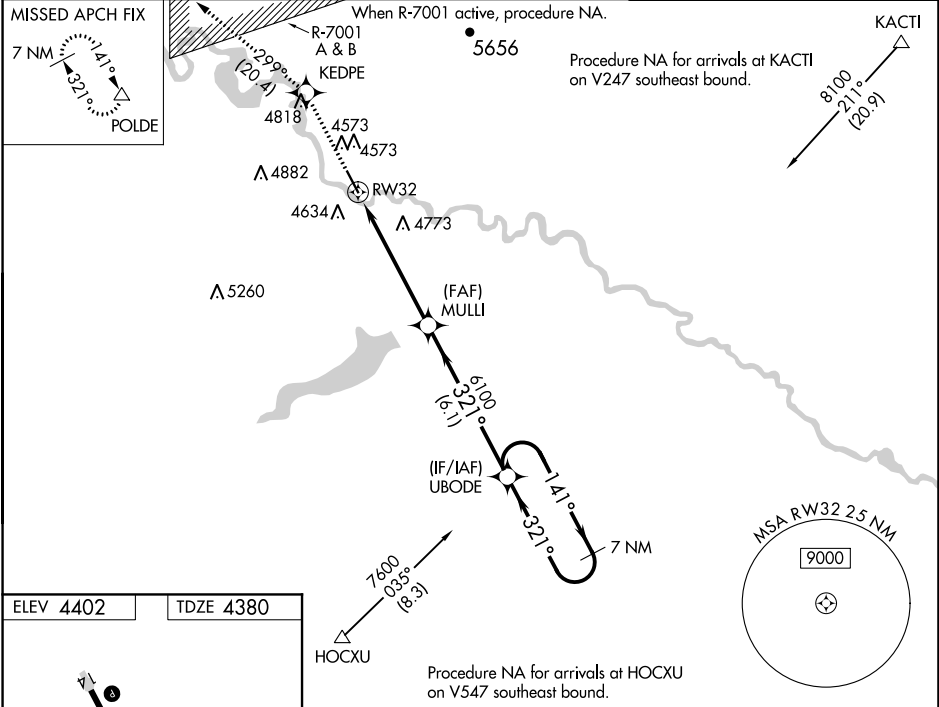 MISSED APCH FIX
7 NM
141°
321°
POLDE
When R-7001 active, procedure NA.
R-7001
A & B
5656
KACTI
Procedure NA for arrivals at KACTI
on V247 southeast bound.
8100
211°
(20.9)
299°
(20.4)
KEDPE
4818
4573
4573
4882
RW32
4634
4773
5260
(FAF)
MULLI
6100
321°
(6.1)
(IF/IAF)
UBODE
141°
321°
7 NM
7600
035°
(8.3)
HOCXU
MSA RW32 25 NM
9000
ELEV 4402
TDZE 4380
14
P
Procedure NA for arrivals at HOCXU
on V547 southeast bound.